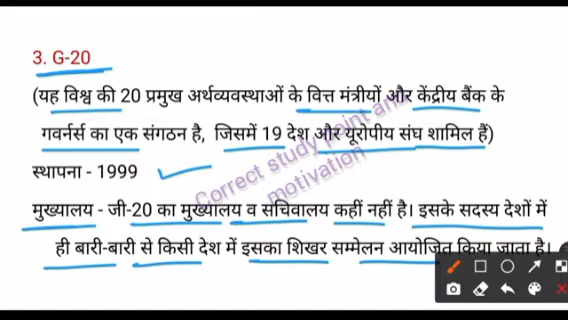 3. G-20
(यह विश्व की 20 प्रमुख अर्थव्यवस्थाओं के वित्त मंत्रीयों और केंद्रीय बैंक के
गवर्नर्स का एक संगठन है, जिसमें 19 देश और यूरोपीय संघ शामिल हैं)
स्थापना - 1999
मुख्यालय - जी-20 का मुख्यालय व सचिवालय कहीं नहीं है। इसके सदस्य देशों में
ही बारी-बारी से किसी देश में इसका शिखर सम्मेलन आयोजित किया जाता है।
Correct study point and
motivation